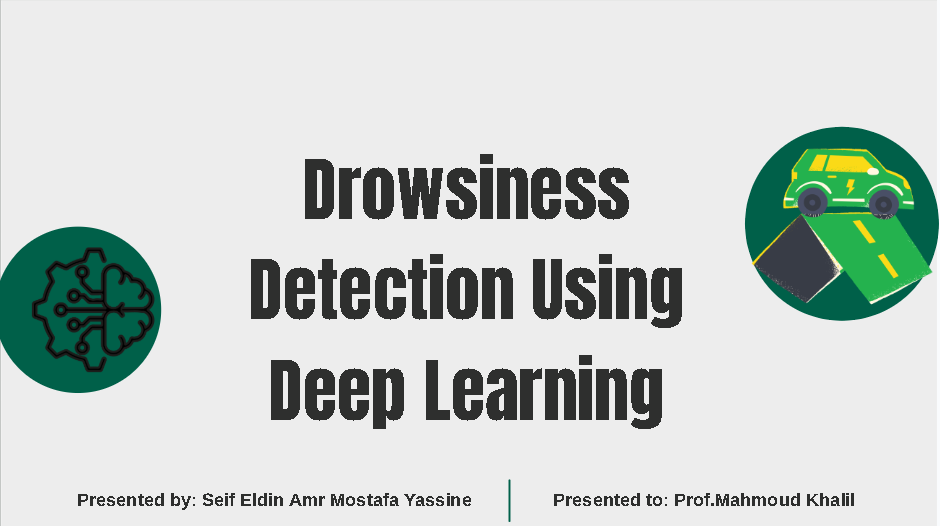 Drowsiness
Detection Using
Deep Learning
Presented by: Seif Eldin Amr Mostafa Yassine
Presented to: Prof.Mahmoud Khalil